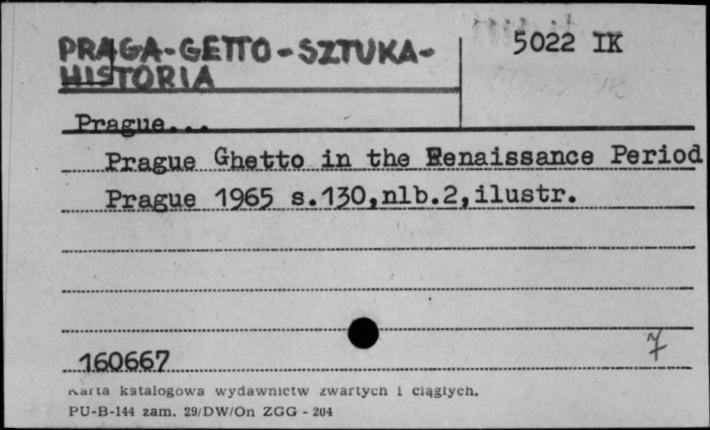 PRAGA-GETTO-SZTUKA-
HISTORIA
5022 IK
Prague...
Prague Ghetto in the Renaissance Period
Prague 1965 s.130,nlb.2,ilustr.
160667
7
Karta katalogowa wydawnictw zwartych i ciągłych.
PU-B-144 zam. 29/DW/On ZGG - 204